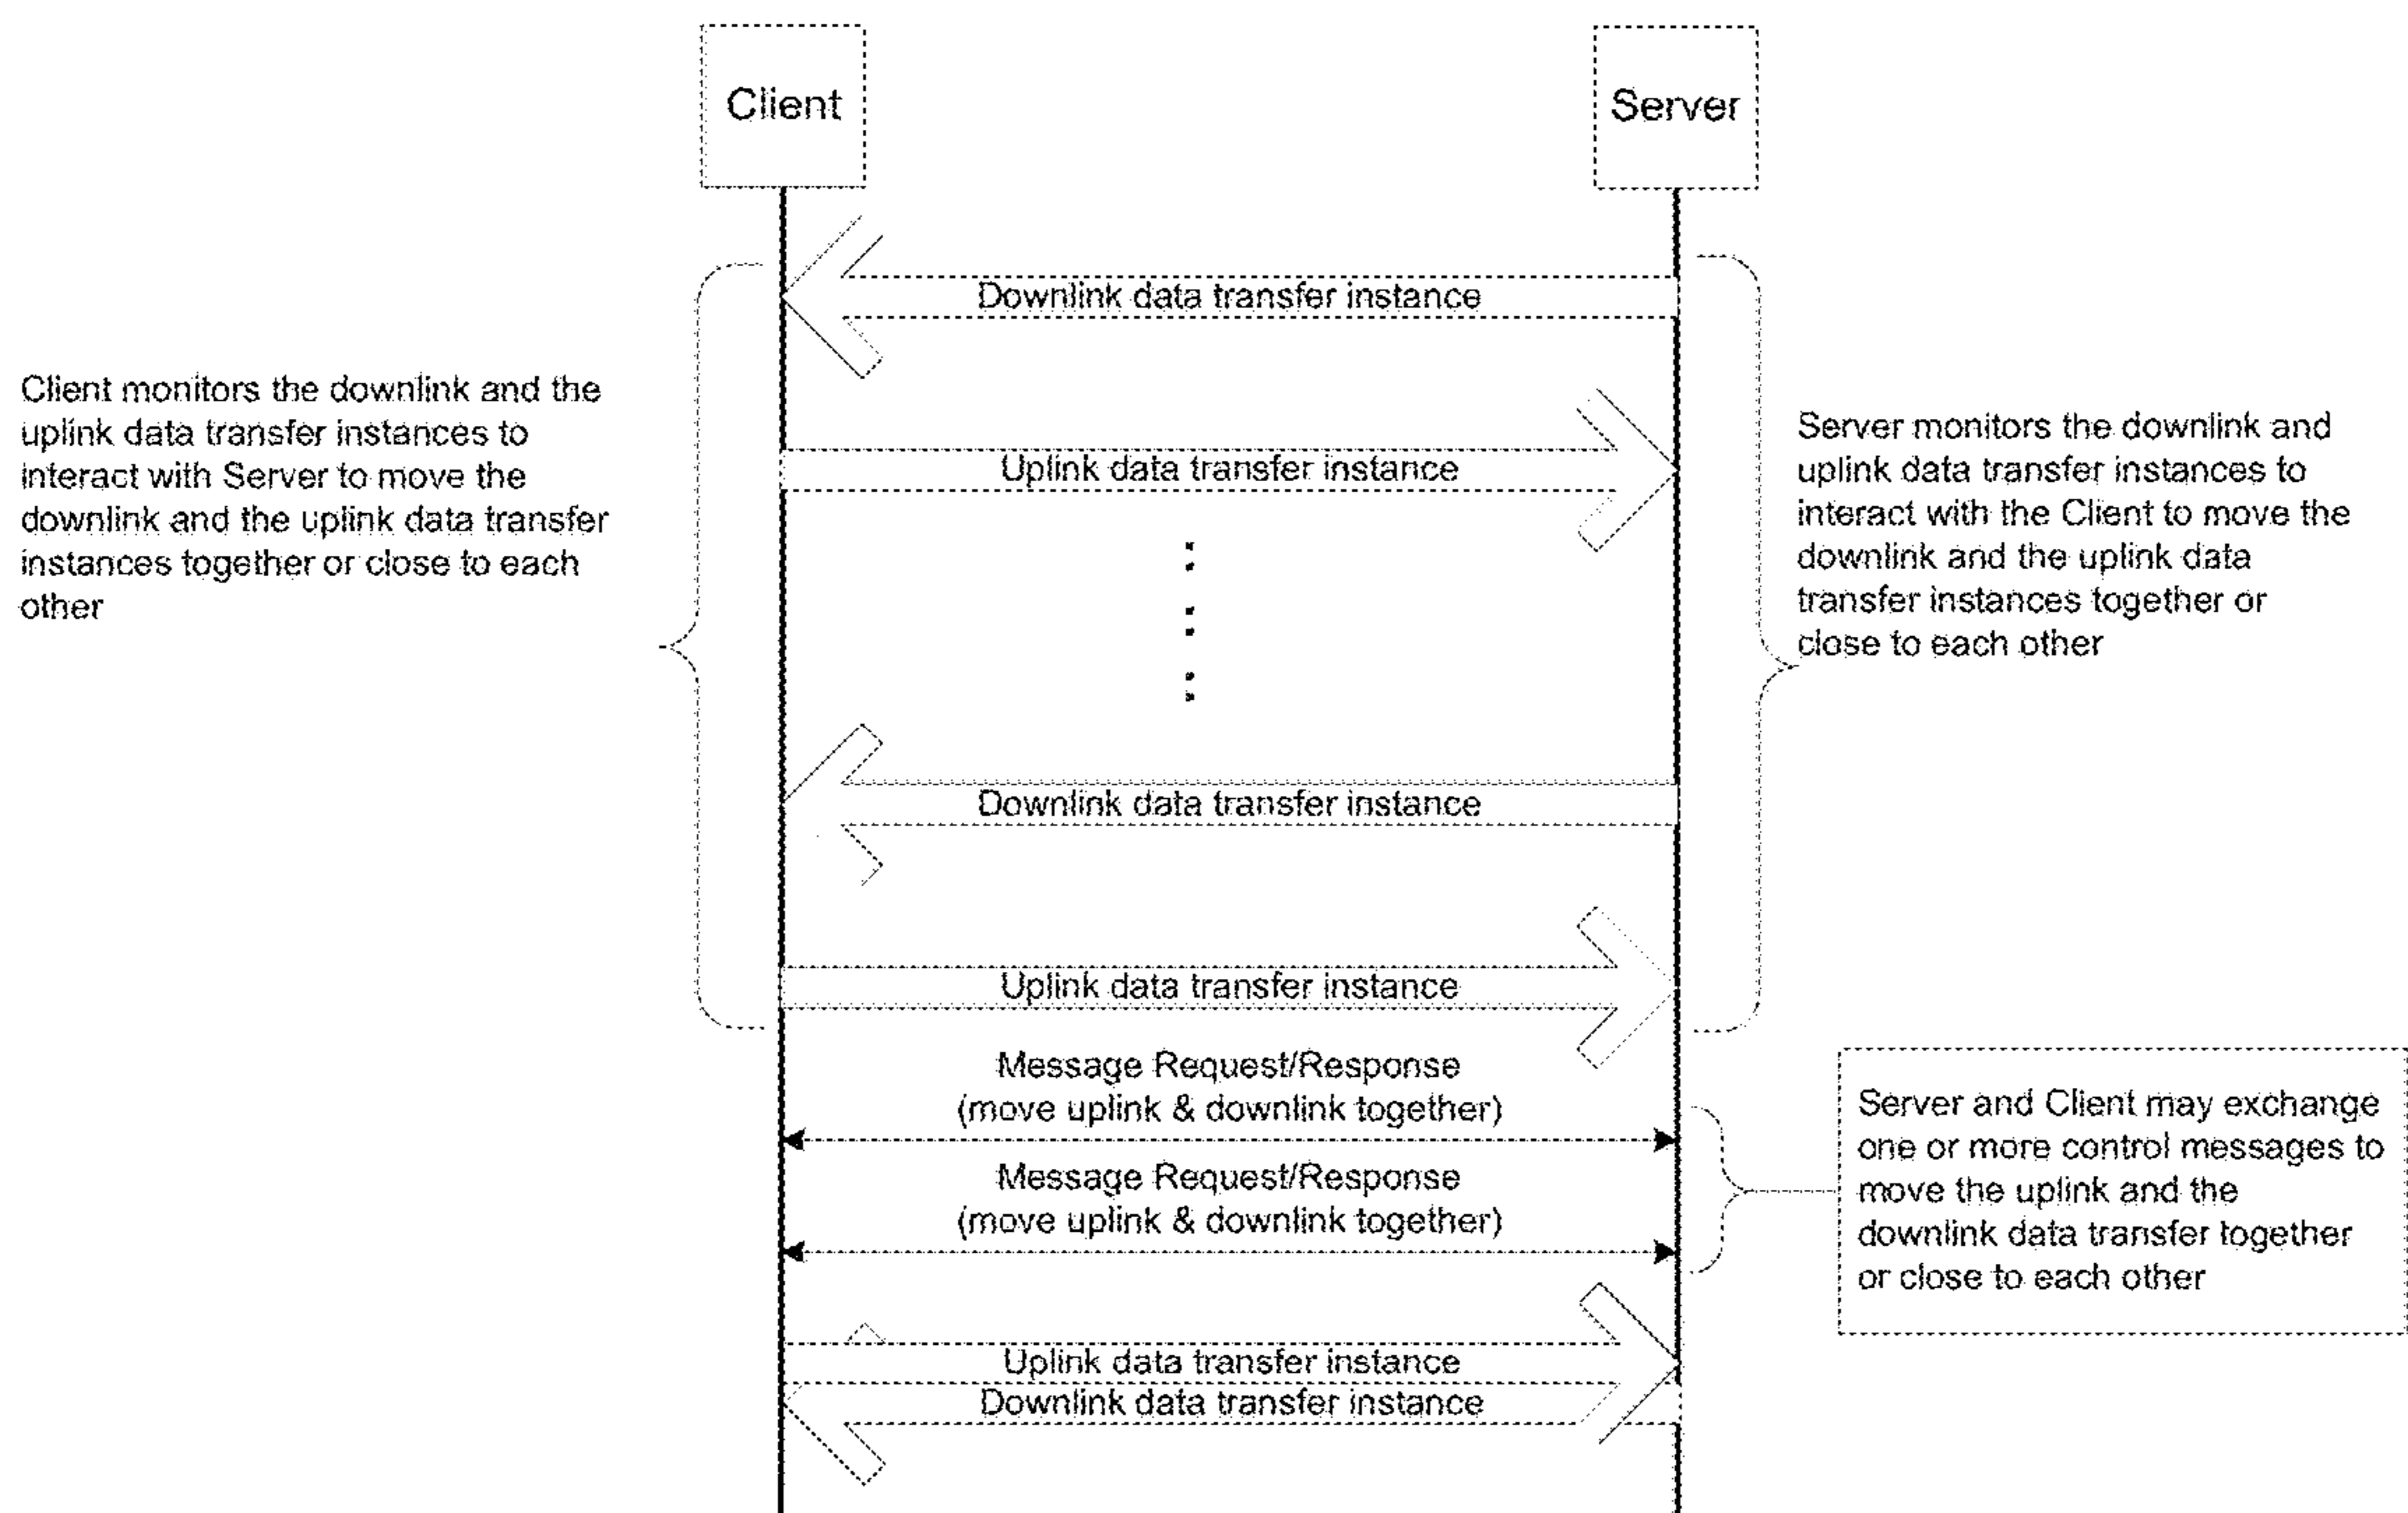 Client
Server
Downlink data transfer instance
Client monitors the downlink and the
uplink data transfer instances to
interact with Server to move the
downlink and the uplink data transfer
instances together or close to each
other
Server monitors the downlink and
uplink data transfer instances to
interact with the Client to move the
downlink and the uplink data
transfer instances together or
close to each other
Uplink data transfer instance
Downlink data transfer instance
Uplink data transfer instance
Message Request/Response
(move uplink & downlink together)
Message Request/Response
(move uplink & downlink together)
Server and Client may exchange
one or more control messages to
move the uplink and the
downlink data transfer together
or close to each other
Uplink data transfer instance
Downlink data transfer instance